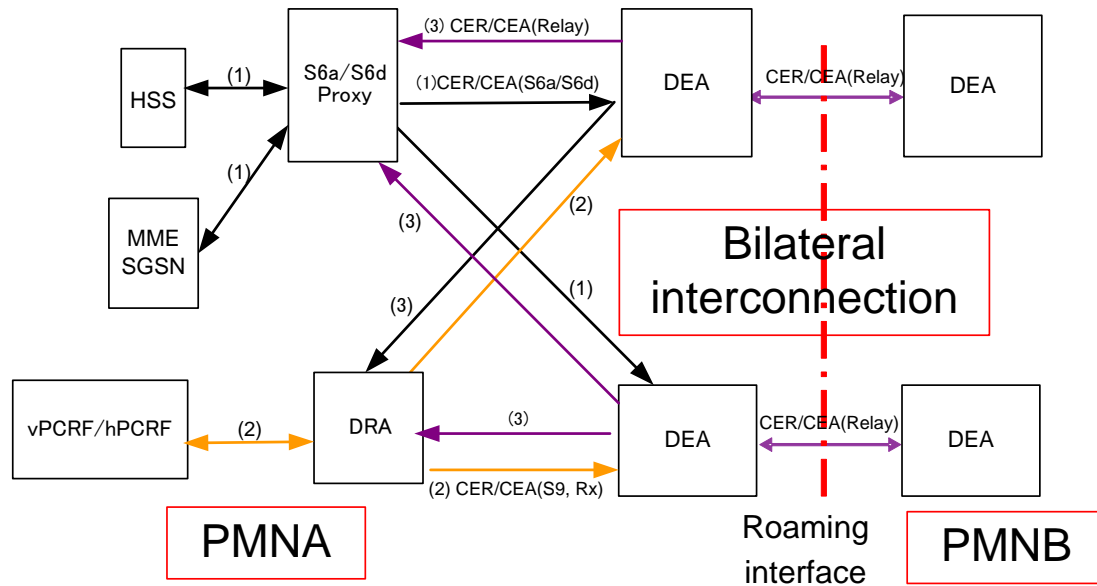 (3) CER/CEA(Relay)
(1)
HSS
S6a/S6d
Proxy
(1)CER/CEA(S6a/S6d)
DEA
CER/CEA(Relay)
DEA
(1)
MME
SGSN
(2)
(3)
Bilateral
interconnection
(3)
(1)
vPCRF/hPCRF
(2)
DRA
(3)
(2) CER/CEA(S9, Rx)
DEA
CER/CEA(Relay)
DEA
PMNA
Roaming
interface
PMNB